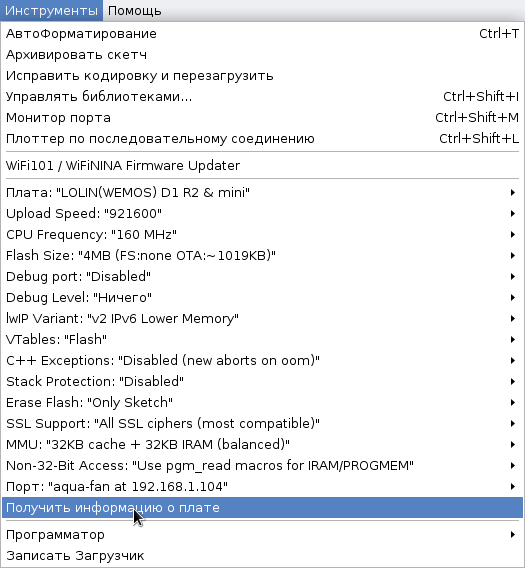 Инструменты Помощь
АвтоФорматирование Ctrl+T
Архивировать скетч
Исправить кодировку и перезагрузить
Управлять библиотеками... Ctrl+Shift+I
Монитор порта Ctrl+Shift+M
Плоттер по последовательному соединению Ctrl+Shift+L
WiFi101 / WiFiNINA Firmware Updater
Плата: "LOLIN(WEMOS) D1 R2 & mini"
Upload Speed: "921600"
CPU Frequency: "160 MHz"
Flash Size: "4MB (FS:none OTA:~1019KB)"
Debug port: "Disabled"
Debug Level: "Ничего"
lwIP Variant: "v2 IPv6 Lower Memory"
VTables: "Flash"
C++ Exceptions: "Disabled (new aborts on oom)"
Stack Protection: "Disabled"
Erase Flash: "Only Sketch"
SSL Support: "All SSL ciphers (most compatible)"
MMU: "32KB cache + 32KB IRAM (balanced)"
Non-32-Bit Access: "Use pgm_read macros for IRAM/PROGMEM"
Порт: "aqua-fan at 192.168.1.104"
Получить информацию о плате
Программатор
Записать Загрузчик